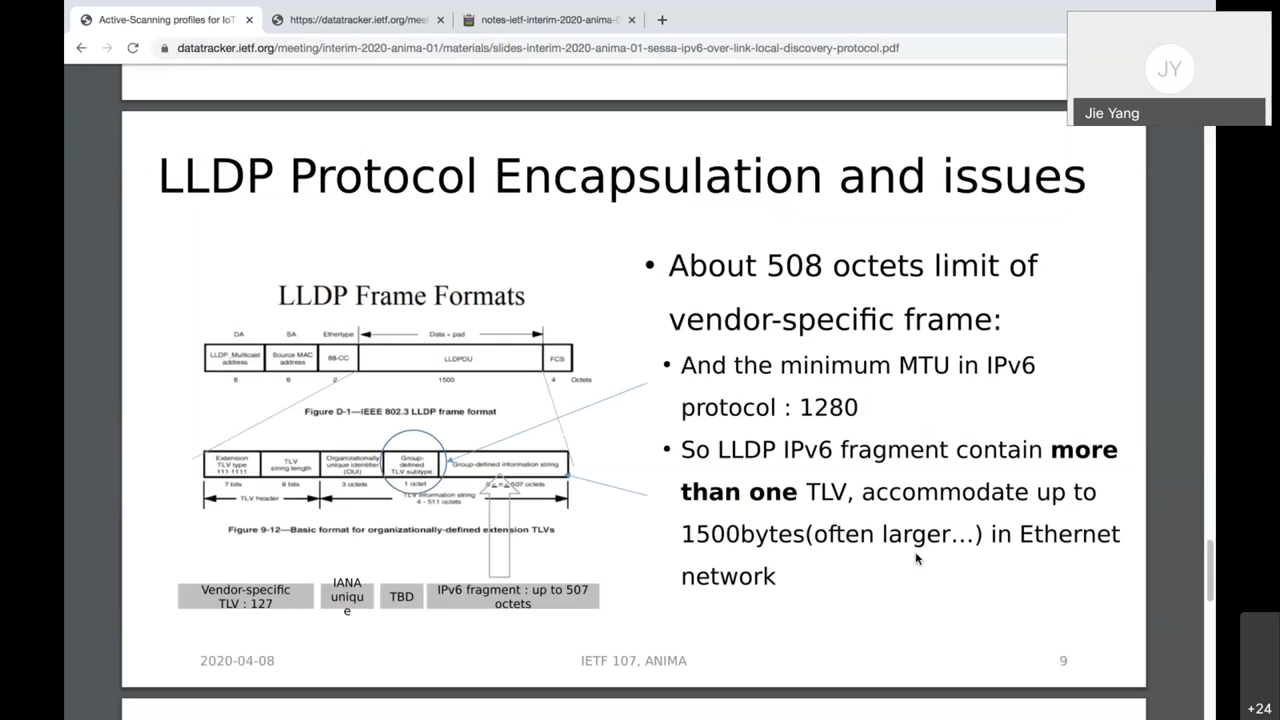 Active-Scanning profiles for IoT
https://datatracker.ietf.org/mee
notes-ietf-interim-2020-anima-0
datatracker.ietf.org/meeting/interim-2020-anima-01/materials/slides-interim-2020-anima-01-sessa-ipv6-over-link-local-discovery-protocol.pdf
JY
Jie Yang
LLDP Protocol Encapsulation and issues
LLDP Frame Formats
DA SA Ethertype Data + pad
LLDP_Multicast address
Source MAC address
88-CC
LLDPDU
FCS
6 6 2 1500 4 Octets
Figure D-1—IEEE 802.3 LLDP frame format
Extension TLV type 111 1111
TLV string length
Organizationally unique identifier (OUI)
Group-defined TLV subtype
Group-defined information string
7 bits 9 bits 3 octets 1 octet 507 octets
TLV header
TLV information string
4 - 511 octets
Figure 9-12—Basic format for organizationally-defined extension TLVs
Vendor-specific
TLV : 127
IANA
uniqu
e
TBD
IPv6 fragment : up to 507
octets
• About 508 octets limit of
vendor-specific frame:
• And the minimum MTU in IPv6
protocol : 1280
• So LLDP IPv6 fragment contain more
than one TLV, accommodate up to
1500bytes(often larger...) in Ethernet
network
2020-04-08
IETF 107, ANIMA
9
+24